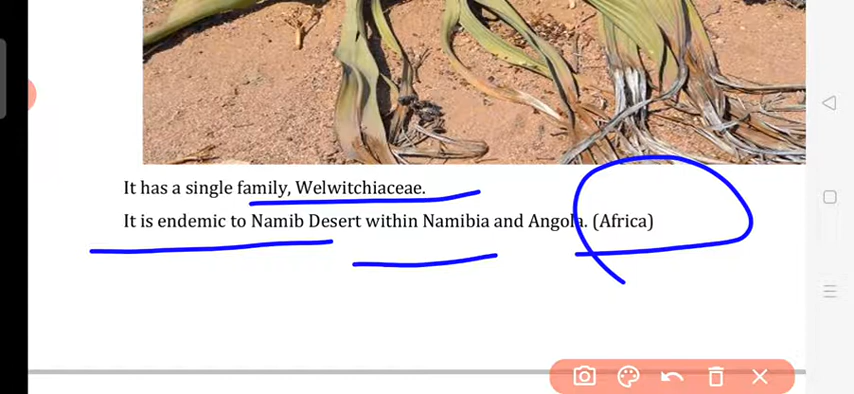 It has a single family, Welwitchiaceae.
It is endemic to Namib Desert within Namibia and Angola. (Africa)